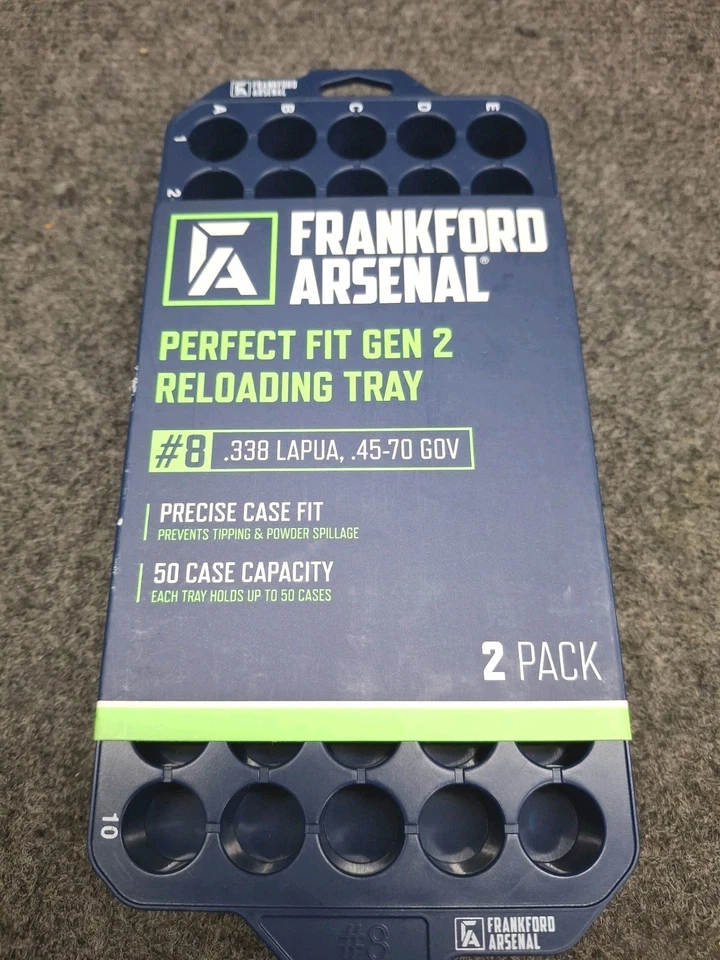 FRANKFORD
ARSENAL
A B C D E
1
2
FA
FRANKFORD
ARSENAL®
PERFECT FIT GEN 2
RELOADING TRAY
#8 .338 LAPUA, .45-70 GOV
PRECISE CASE FIT
PREVENTS TIPPING & POWDER SPILLAGE
50 CASE CAPACITY
EACH TRAY HOLDS UP TO 50 CASES
2 PACK
10
#8
FA FRANKFORD
ARSENAL